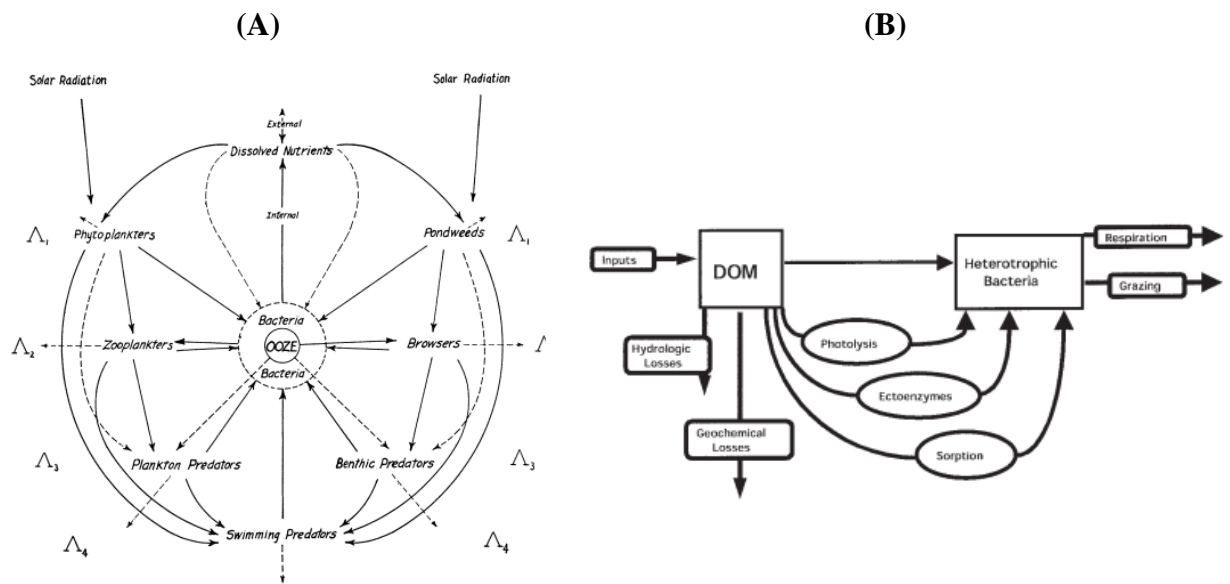 (A)
(B)
Solar Radiation
Solar Radiation
External
Dissolved Nutrients
Internal
Λ₁
Phytoplankters
Pondweeds
Λ₁
Bacteria
Λ₂
Zooplankters
OOZE
Browsers
Bacteria
Λ₃
Plankton Predators
Benthic Predators
Λ₃
Λ₄
Swimming Predators
Λ₄
Inputs
DOM
Heterotrophic
Bacteria
Respiration
Grazing
Photolysis
Hydrologic
Losses
Ectoenzymes
Geochemical
Losses
Sorption